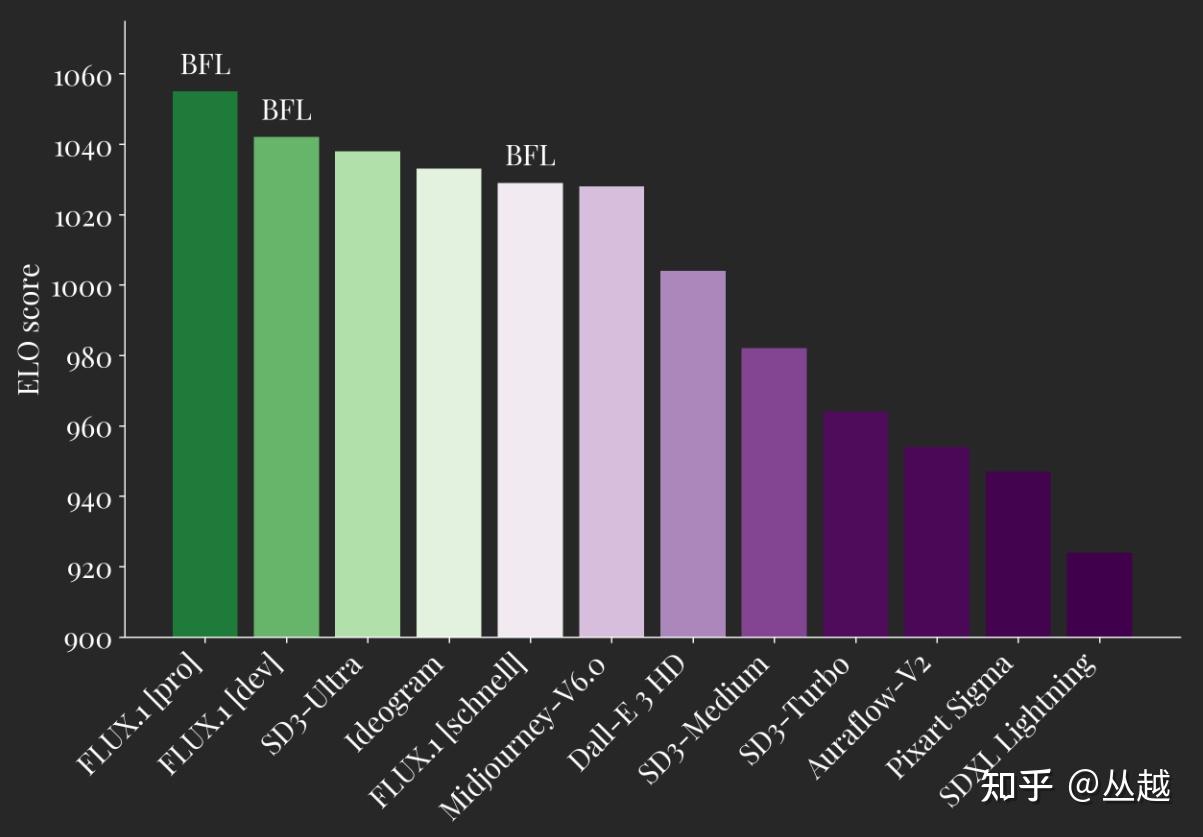 BFL
BFL
BFL
ELO score
1060
1040
1020
1000
980
960
940
920
900
FLUX.1 [pro]
FLUX.1 [dev]
SD3-Ultra
Ideogram
FLUX.1 [schnell]
Midjourney-V6.0
Dall-E 3 HD
SD3-Medium
SD3-Turbo
Auraflow-V2
Pixart Sigma
SDXL Lightning
知乎 @丛越